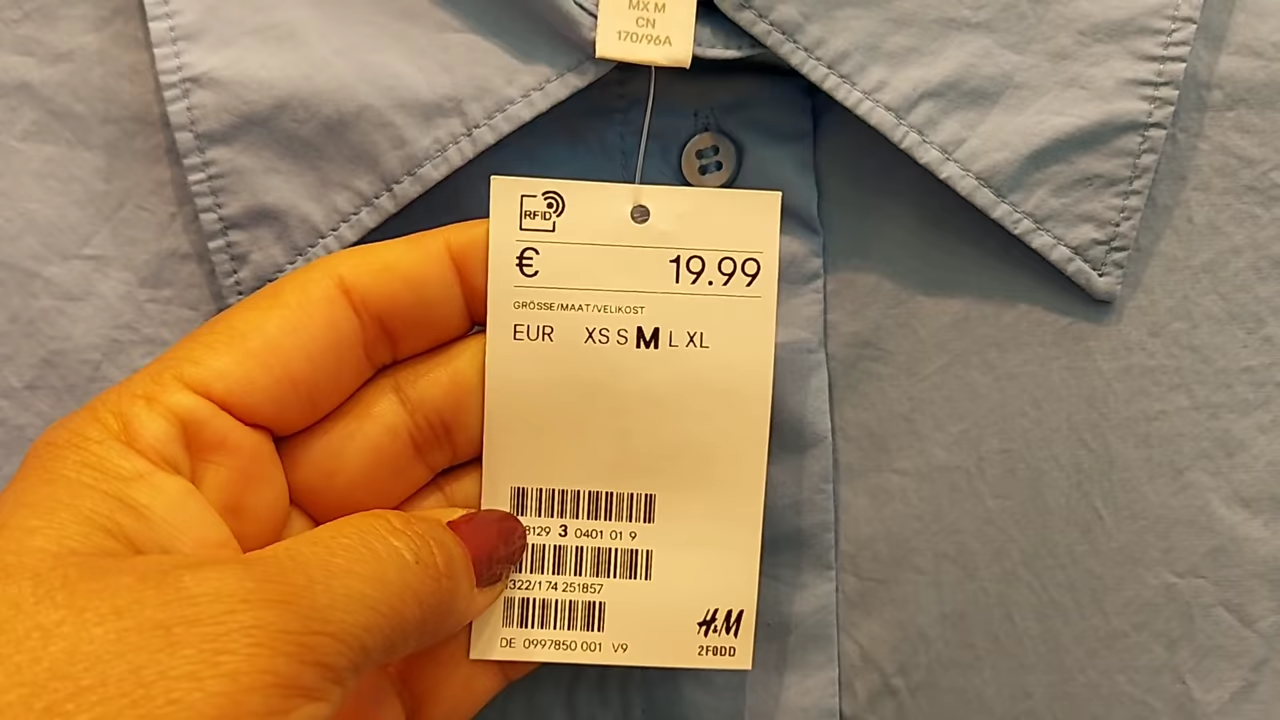 MX M
CN
170/96A
RFID
€ 19.99
GRÖSSE/MAAT/VELIKOST
EUR XS S M L XL
3 0401 01 9
174 251857
DE 0997850 001 V9
H&M
2F0DD